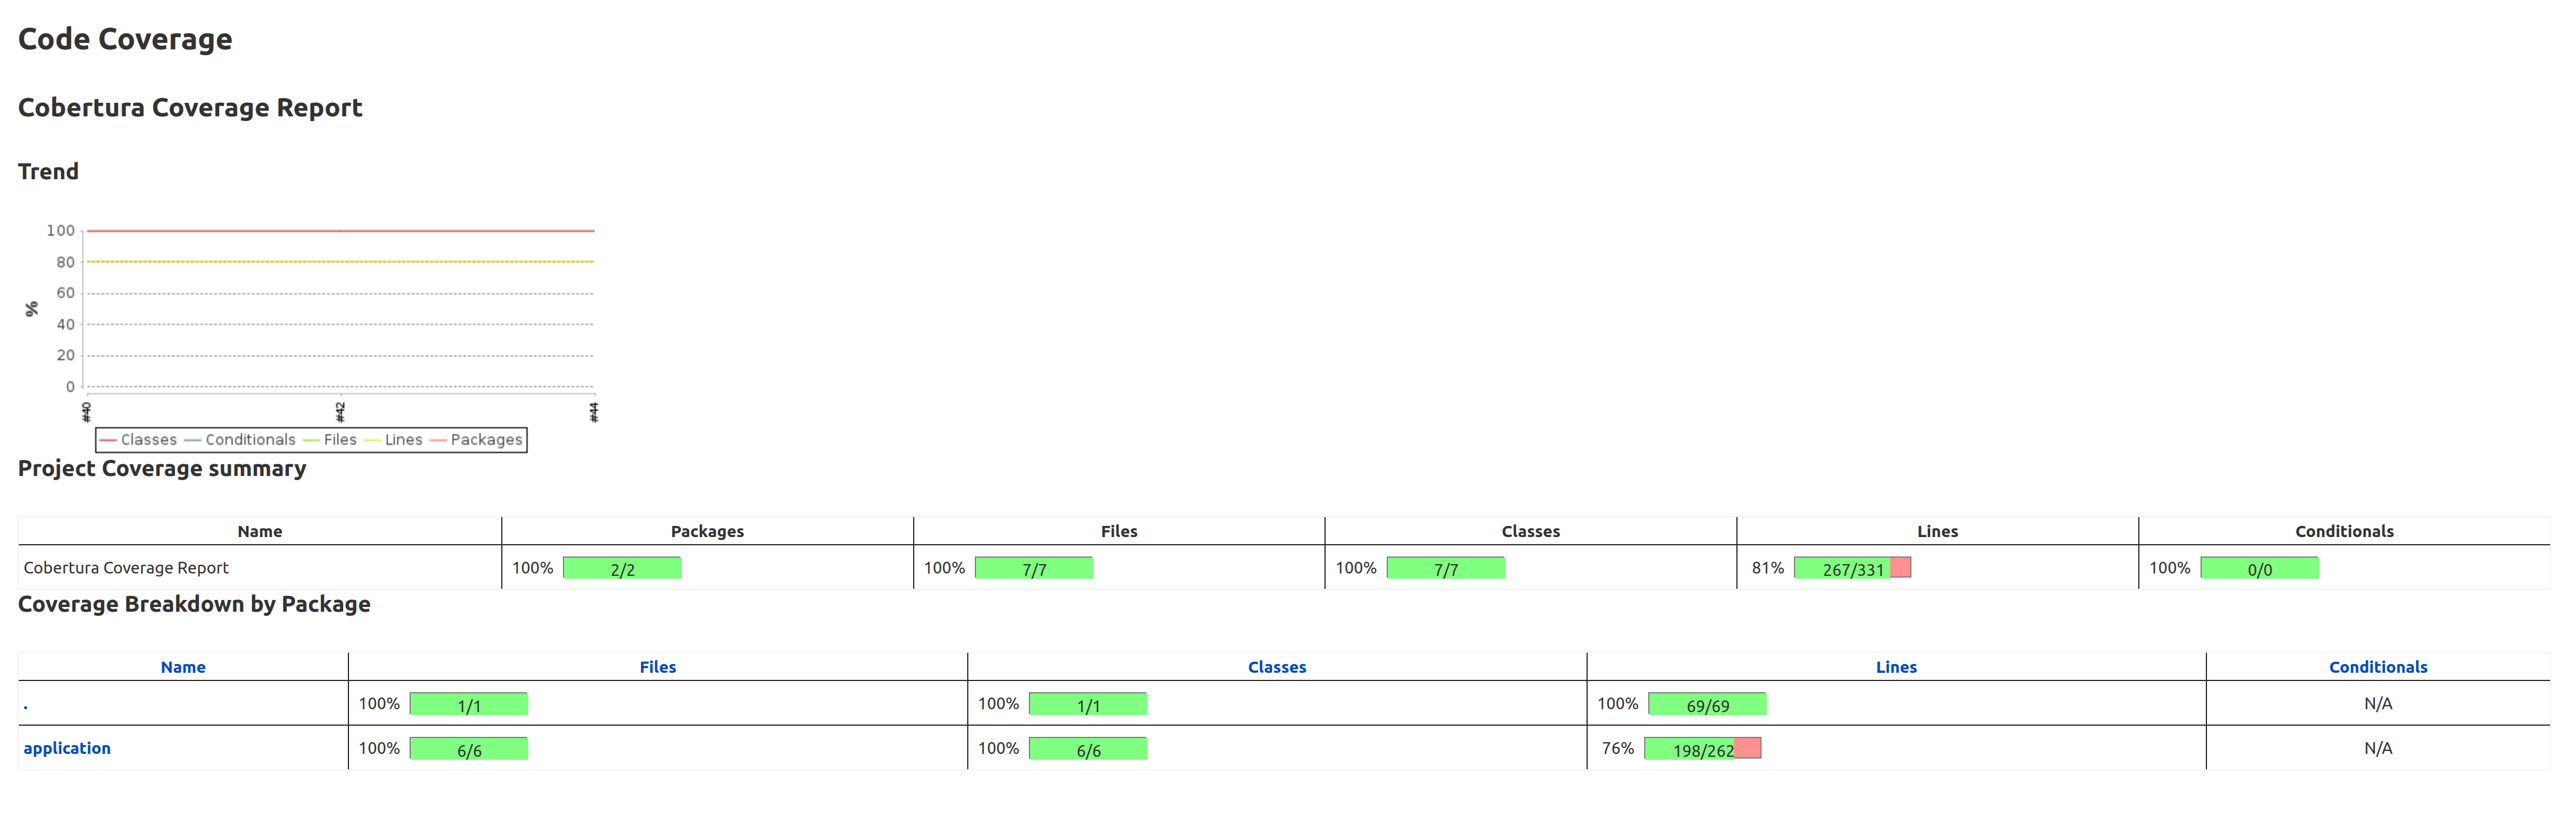 Code Coverage
Cobertura Coverage Report
Trend
100
80
60
40
20
0
%
#40 #42 #44
Classes Conditionals Files Lines Packages
Project Coverage summary
Name Packages Files Classes Lines Conditionals
Cobertura Coverage Report 100% 2/2 100% 7/7 100% 7/7 81% 267/331 100% 0/0
Coverage Breakdown by Package
Name Files Classes Lines Conditionals
. 100% 1/1 100% 1/1 100% 69/69 N/A
application 100% 6/6 100% 6/6 76% 198/262 N/A